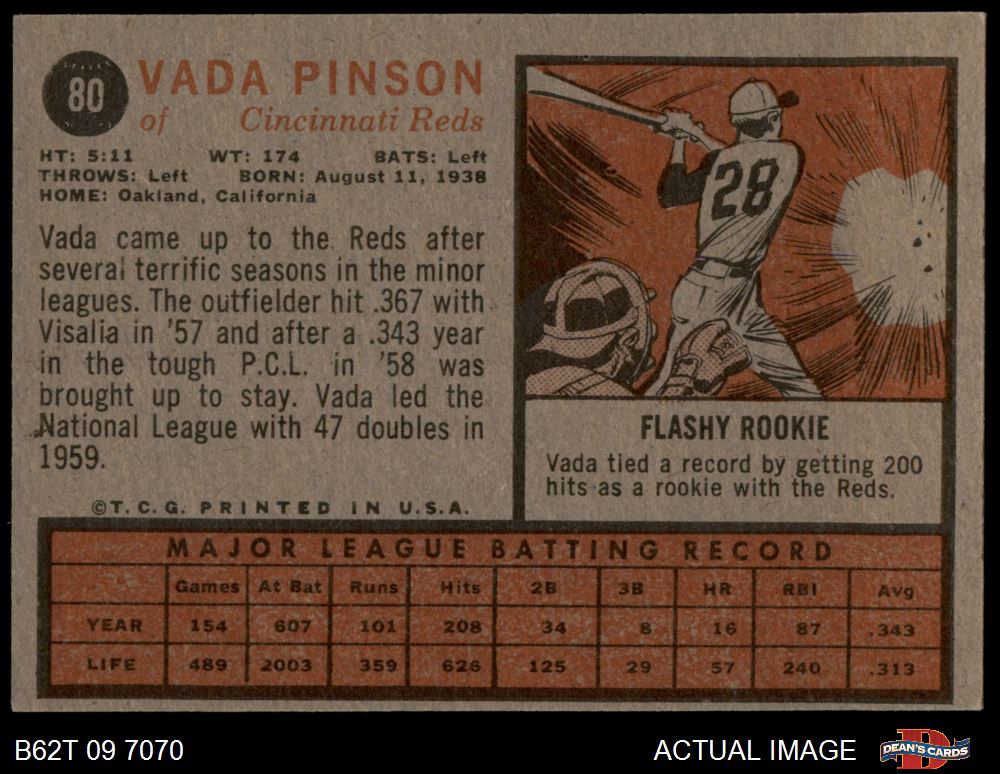 80
VADA PINSON
of Cincinnati Reds
HT: 5:11 WT: 174 BATS: Left
THROWS: Left BORN: August 11, 1938
HOME: Oakland, California
Vada came up to the Reds after
several terrific seasons in the minor
leagues. The outfielder hit .367 with
Visalia in '57 and after a .343 year
in the tough P.C.L. in '58 was
brought up to stay. Vada led the
National League with 47 doubles in
1959.
©T.C.G. PRINTED IN U.S.A.
28
FLASHY ROOKIE
Vada tied a record by getting 200
hits as a rookie with the Reds.
MAJOR LEAGUE BATTING RECORD
Games At Bat Runs Hits 2B 3B HR RBI Avg
YEAR 154 607 101 208 34 8 16 87 .343
LIFE 489 2003 359 626 125 29 57 240 .313
B62T 09 7070
ACTUAL IMAGE
DEAN'S CARDS